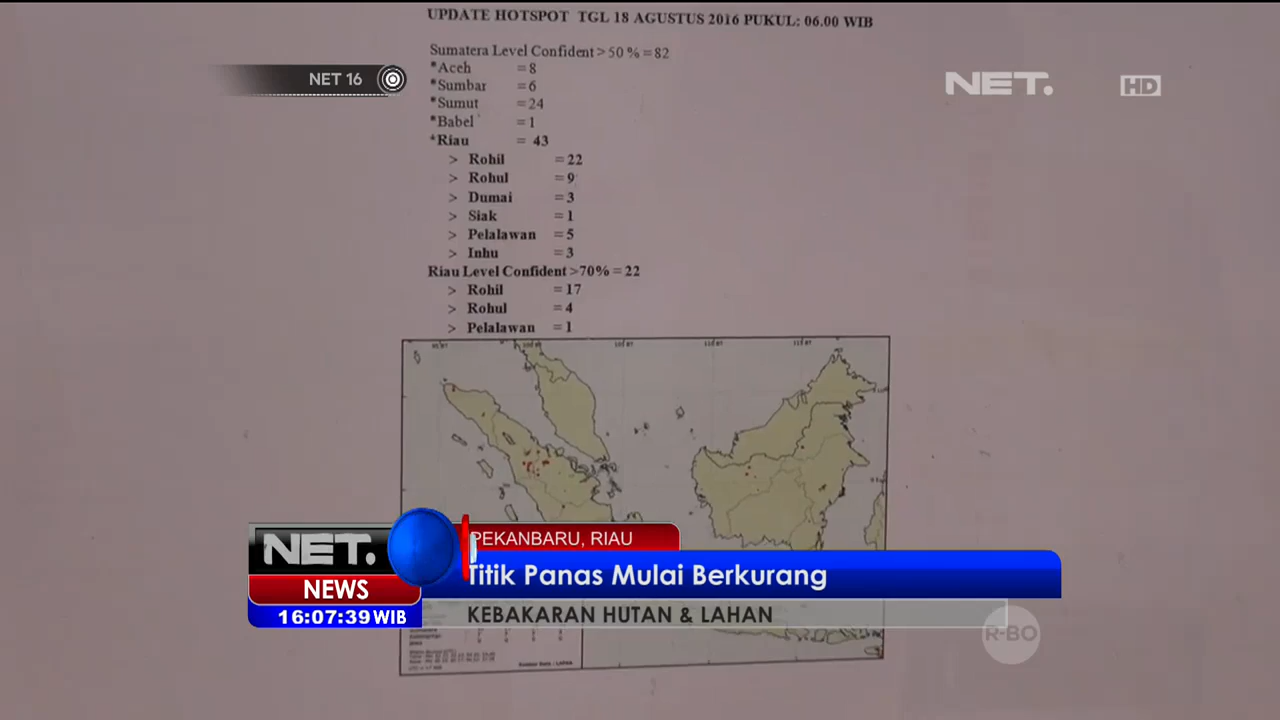 UPDATE HOTSPOT TGL 18 AGUSTUS 2016 PUKUL: 06.00 WIB
Sumatera Level Confident > 50 % = 82
*Aceh = 8
*Sumbar = 6
*Sumut = 24
*Babel = 1
*Riau = 43
> Rohil = 22
> Rohul = 9
> Dumai = 3
> Siak = 1
> Pelalawan = 5
> Inhu = 3
Riau Level Confident >70% = 22
> Rohil = 17
> Rohul = 4
> Pelalawan = 1
NET 16
NET.
HD
NET.
NEWS
16:07:39 WIB
PEKANBARU, RIAU
Titik Panas Mulai Berkurang
KEBAKARAN HUTAN & LAHAN
R-BO